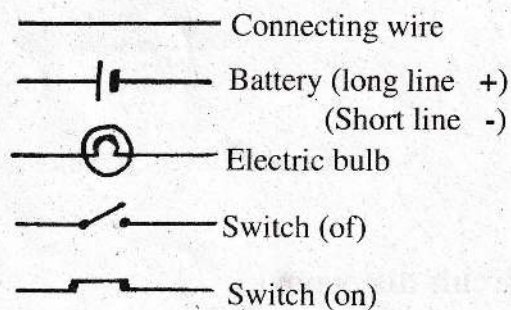 Connecting wire
Battery (long line +)
(Short line -)
Electric bulb
Switch (of)
Switch (on)